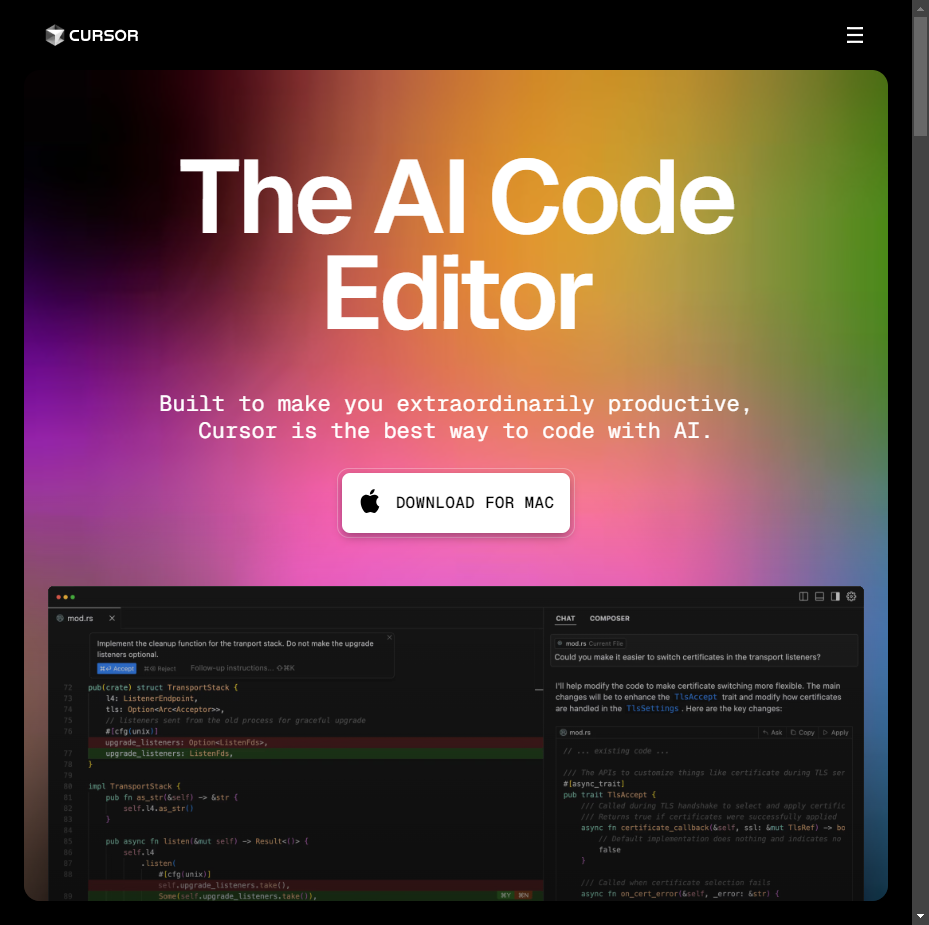 CURSOR
The AI Code
Editor
Built to make you extraordinarily productive,
Cursor is the best way to code with AI.
DOWNLOAD FOR MAC
mod.rs
Implement the cleanup function for the tranport stack. Do not make the upgrade
listeners optional.
Accept
Reject
Follow-up instructions...
72 pub(crate) struct TransportStack {
73 l4: ListenerEndpoint,
74 tls: Option<Arc<Acceptor>>,
75 // listeners sent from the old process for graceful upgrade
76 #[cfg(unix)]
upgrade_listeners: Option<ListenFds>,
77 upgrade_listeners: ListenFds,
78 }
79
80 impl TransportStack {
81 pub fn as_str(&self) -> &str {
82 self.l4.as_str()
83 }
84
85 pub async fn listen(&mut self) -> Result<()> {
86 self.l4
87 .listen(
88 #[cfg(unix)]
self.upgrade_listeners.take(),
89 Some(self.upgrade_listeners.take()),
⌘Y ⌘N
CHAT COMPOSER
mod.rs Current File
Could you make it easier to switch certificates in the transport listeners?
I'll help modify the code to make certificate switching more flexible. The main
changes will be to enhance the TlsAccept trait and modify how certificates
are handled in the TlsSettings. Here are the key changes:
mod.rs Ask Copy Apply
// ... existing code ...
/// The APIs to customize things like certificate during TLS ser
#[async_trait]
pub trait TlsAccept {
/// Called during TLS handshake to select and apply certific
/// Returns true if certificates were successfully applied
async fn certificate_callback(&self, ssl: &mut TlsRef) -> bo
// Default implementation does nothing and indicates no
false
}
/// Called when certificate selection fails
async fn on_cert_error(&self, _error: &str) {